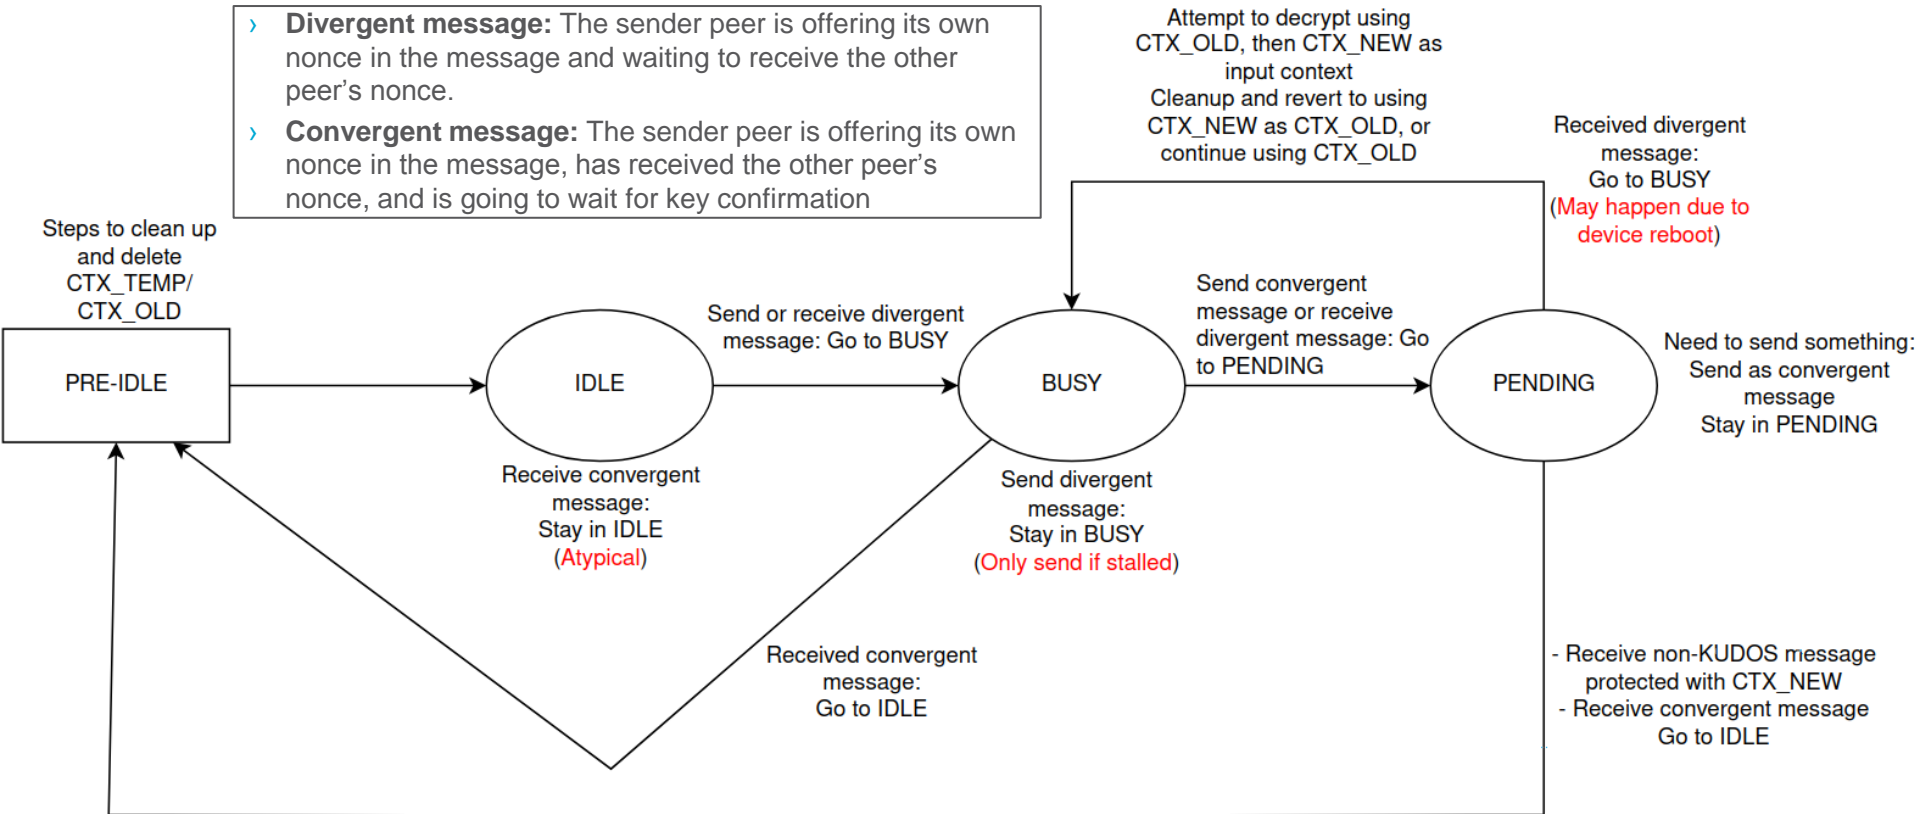 › Divergent message: The sender peer is offering its own
nonce in the message and waiting to receive the other
peer’s nonce.
› Convergent message: The sender peer is offering its own
nonce in the message, has received the other peer’s
nonce, and is going to wait for key confirmation
Attempt to decrypt using
CTX_OLD, then CTX_NEW as
input context
Cleanup and revert to using
CTX_NEW as CTX_OLD, or
continue using CTX_OLD
Received divergent
message:
Go to BUSY
(May happen due to
device reboot)
Steps to clean up
and delete
CTX_TEMP/
CTX_OLD
PRE-IDLE
IDLE
Receive convergent
message:
Stay in IDLE
(Atypical)
Send or receive divergent
message: Go to BUSY
BUSY
Send divergent
message:
Stay in BUSY
(Only send if stalled)
Send convergent
message or receive
divergent message: Go
to PENDING
PENDING
Need to send something:
Send as convergent
message
Stay in PENDING
Received convergent
message:
Go to IDLE
- Receive non-KUDOS message
protected with CTX_NEW
- Receive convergent message
Go to IDLE